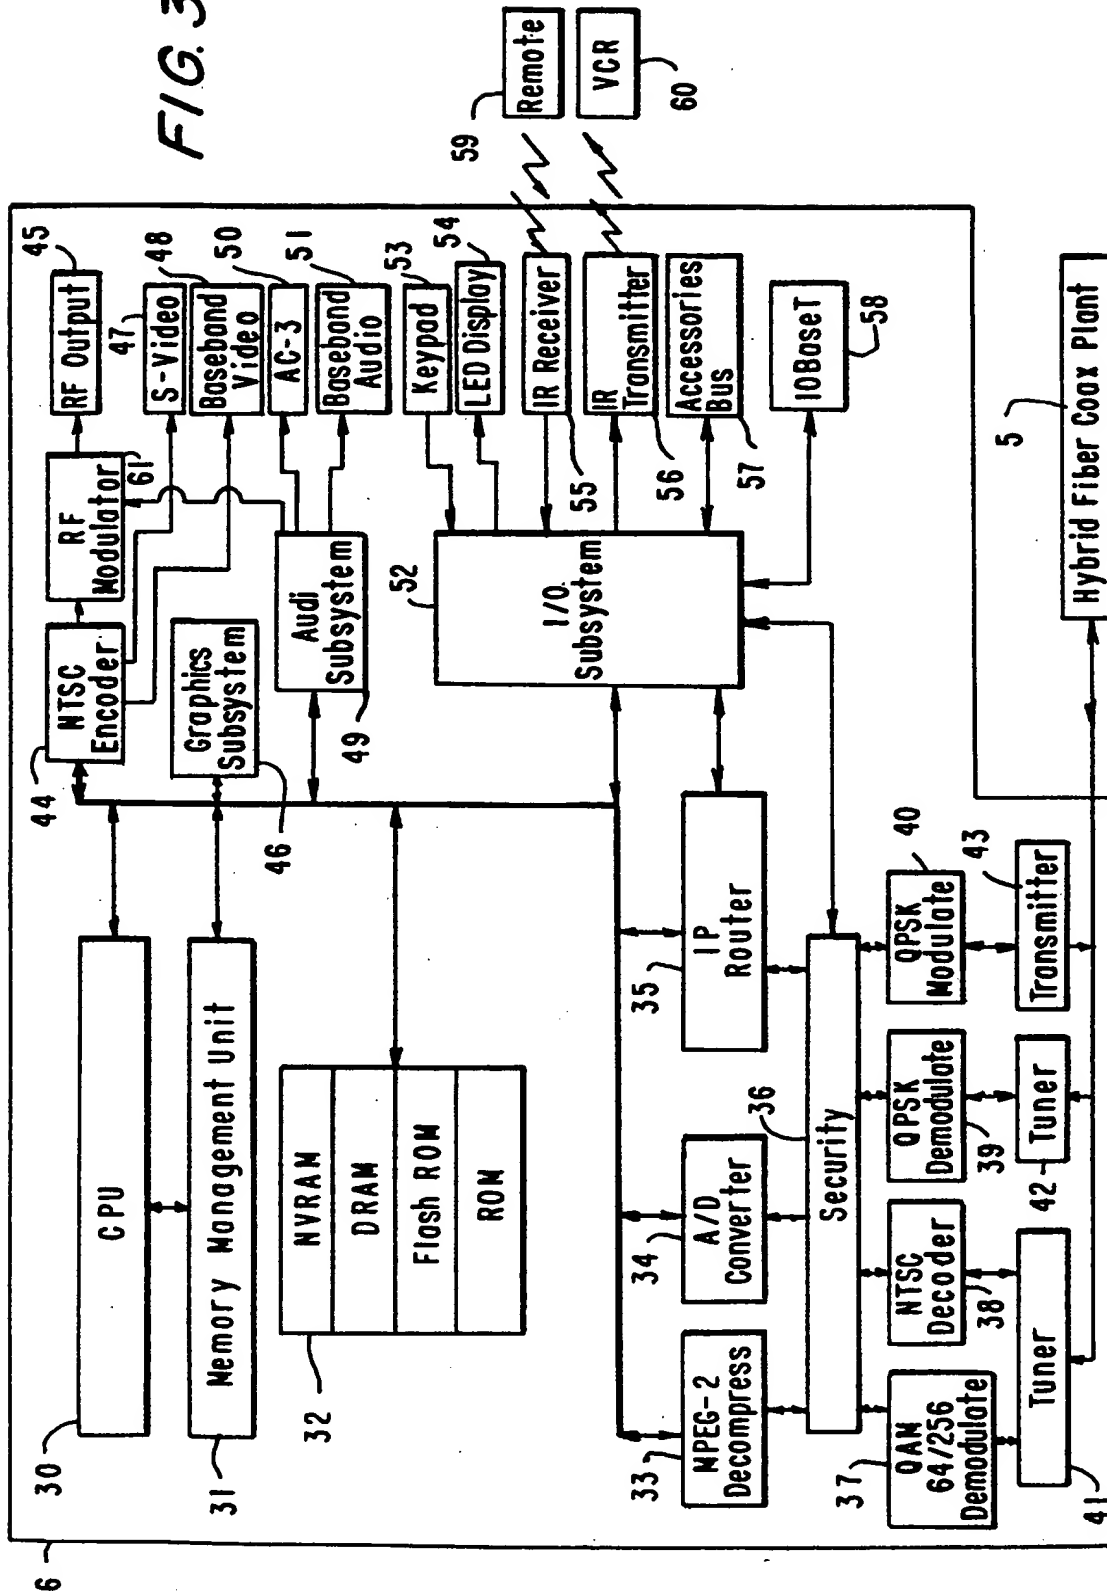 FIG. 3
6
30
CPU
31
Memory Management Unit
32
NVRAM
DRAM
Flash ROM
ROM
44
NTSC
Encoder
RF
Modulator
61
RF Output
45
47
S-Video
Baseband
Video
48
AC-3
50
Baseband
Audio
51
Graphics
Subsystem
46
Audi
Subsystem
49
Keypad
53
LED Display
54
52
I/O
Subsystem
IR Receiver
55
IR
Transmitter
56
Accessories
Bus
57
10BaseT
58
59
Remote
VCR
60
33
MPEG-2
Decompress
34
A/D
Converter
35
IP
Router
36
Security
37
QAM
64/256
Demodulate
NTSC
Decoder
38
QPSK
Demodulate
39
QPSK
Modulate
40
Tuner
41
42
Tuner
43
Transmitter
5
Hybrid Fiber Coax Plant